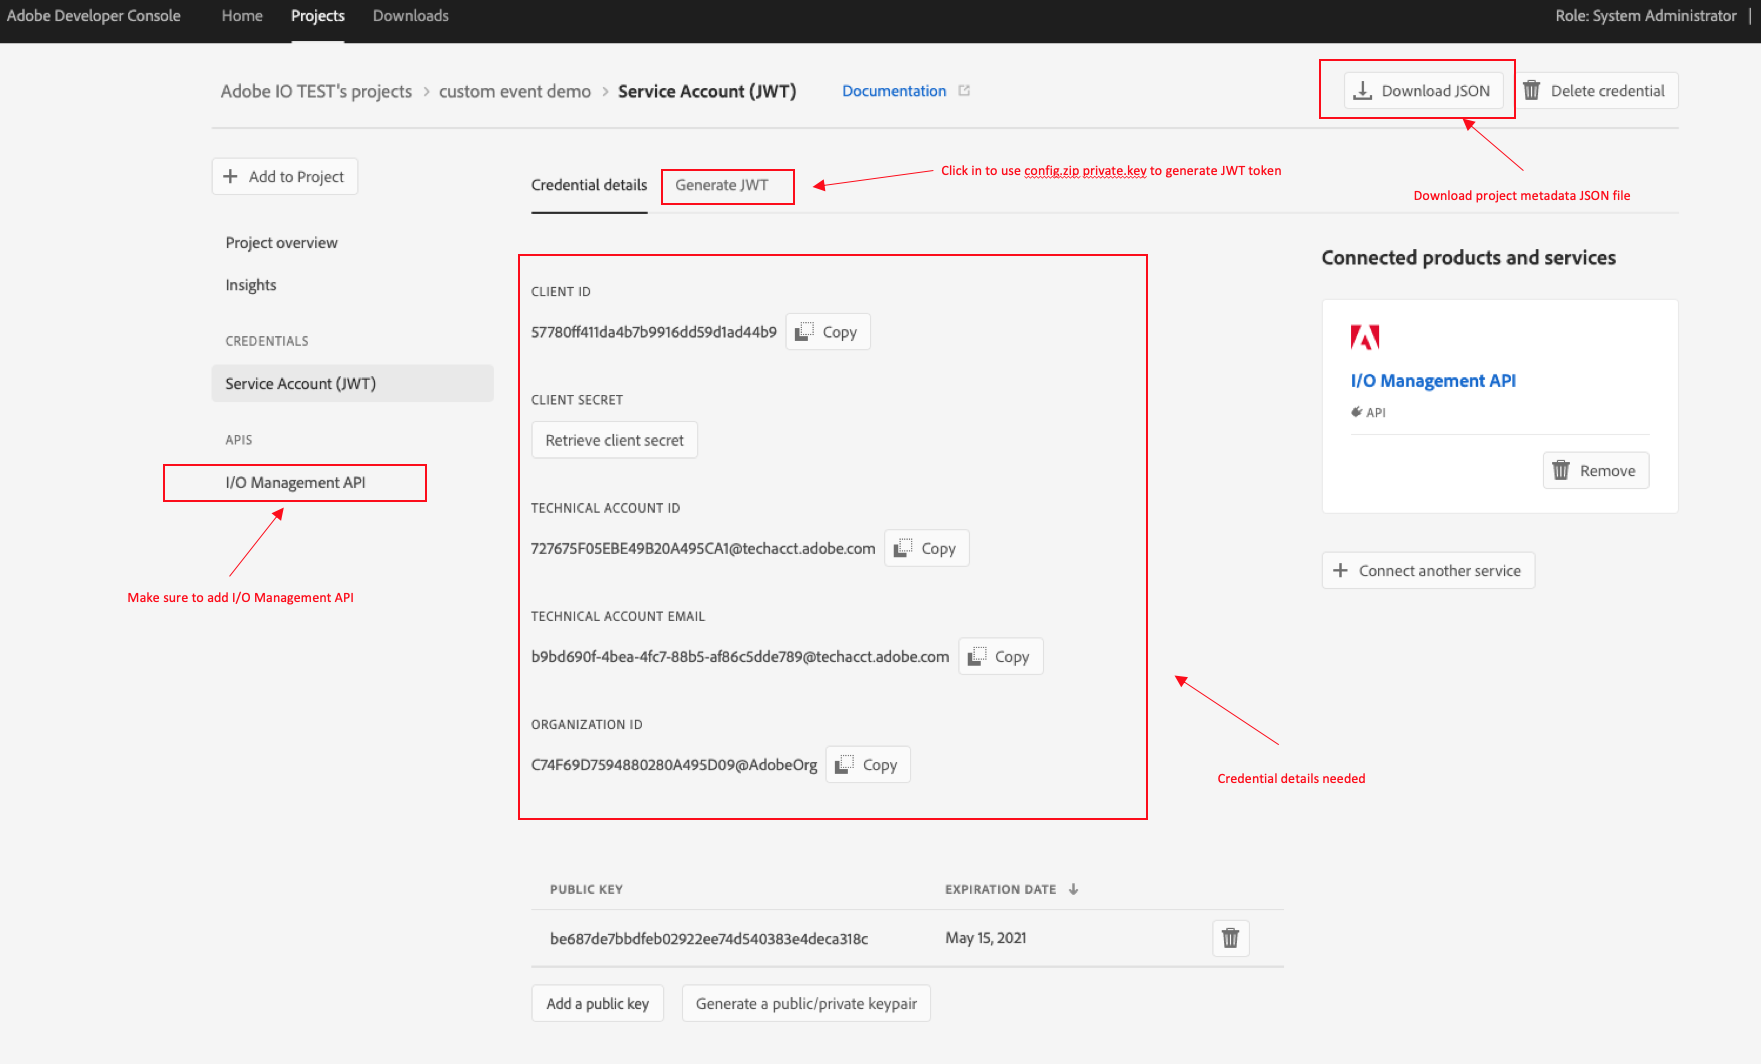 Adobe Developer Console
Home
Projects
Downloads
Role: System Administrator
Adobe IO TEST's projects > custom event demo > Service Account (JWT)
Documentation
Download JSON
Delete credential
Add to Project
Credential details
Generate JWT
Click in to use config.zip private.key to generate JWT token
Download project metadata JSON file
Project overview
Insights
CREDENTIALS
Service Account (JWT)
APIS
I/O Management API
Make sure to add I/O Management API
CLIENT ID
57780ff411da4b7b9916dd59d1ad44b9
Copy
CLIENT SECRET
Retrieve client secret
TECHNICAL ACCOUNT ID
727675F05EBE49B20A495CA1@techacct.adobe.com
Copy
TECHNICAL ACCOUNT EMAIL
b9bd690f-4bea-4fc7-88b5-af86c5dde789@techacct.adobe.com
Copy
ORGANIZATION ID
C74F69D7594880280A495D09@AdobeOrg
Copy
Credential details needed
Connected products and services
I/O Management API
API
Remove
Connect another service
PUBLIC KEY
EXPIRATION DATE
be687de7bbdfeb02922ee74d540383e4deca318c
May 15, 2021
Add a public key
Generate a public/private keypair